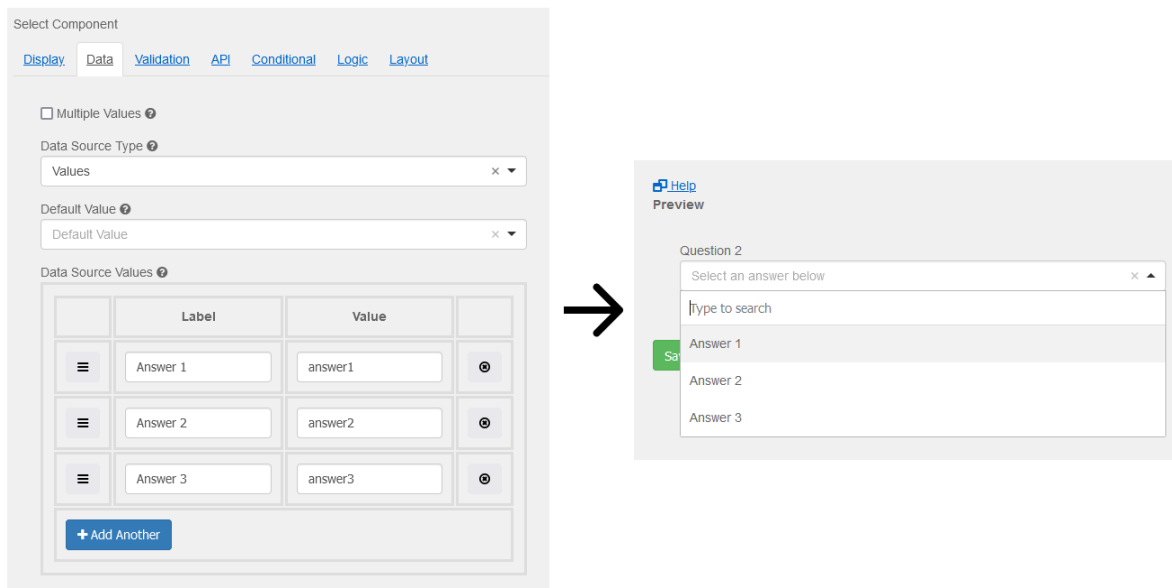 Select Component
Display Data Validation API Conditional Logic Layout
Multiple Values
Data Source Type
Values
Default Value
Default Value
Data Source Values
Label Value
Answer 1 answer1
Answer 2 answer2
Answer 3 answer3
Add Another
Help
Preview
Question 2
Select an answer below
Type to search
Sa
Answer 1
Answer 2
Answer 3